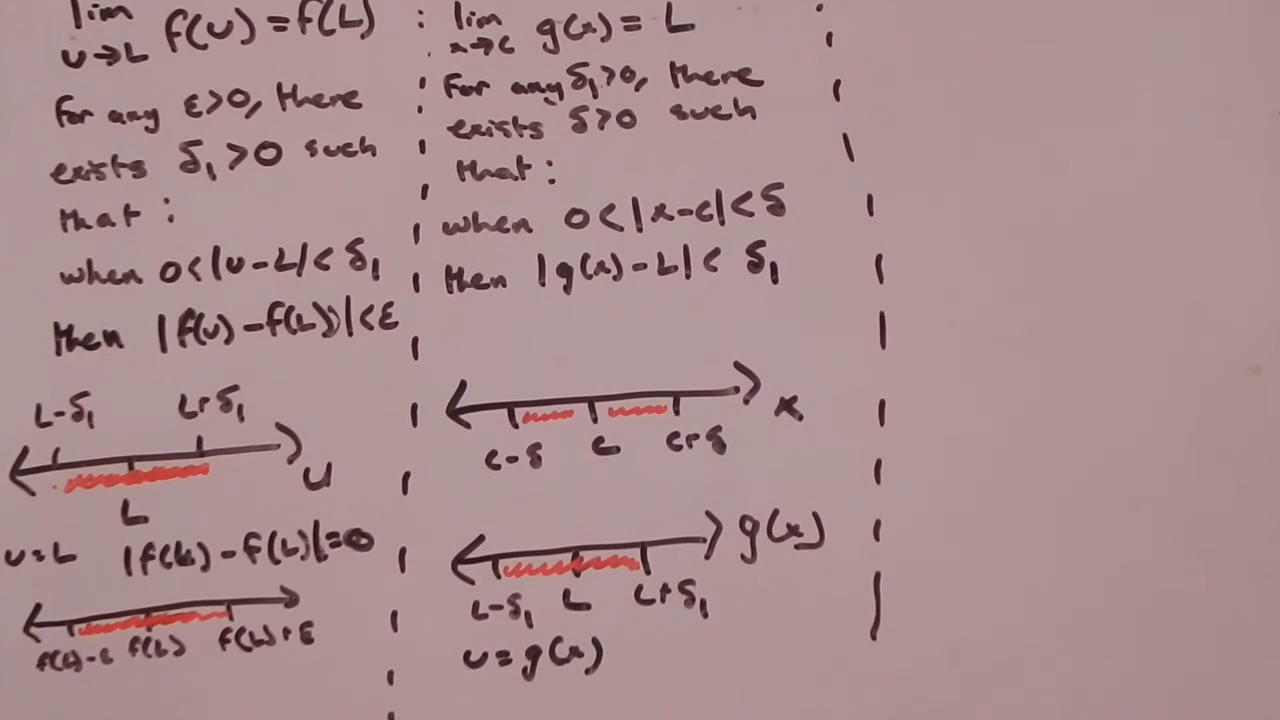 lim f(u) = f(L)
u→L
For any ε>0, there
exists δ₁>0 such
that:
when 0<|u-L|<δ₁
then |f(u)-f(L)|<ε
L-δ₁ L+δ₁
u
L
u=L |f(L)-f(L)|=0
f(L)-ε f(L) f(L)+ε
lim g(x) = L
x→c
For any δ₁>0, there
exists δ>0 such
that:
when 0<|x-c|<δ
then |g(x)-L|<δ₁
x
c-δ c c+δ
g(x)
L-δ₁ L L+δ₁
u=g(x)